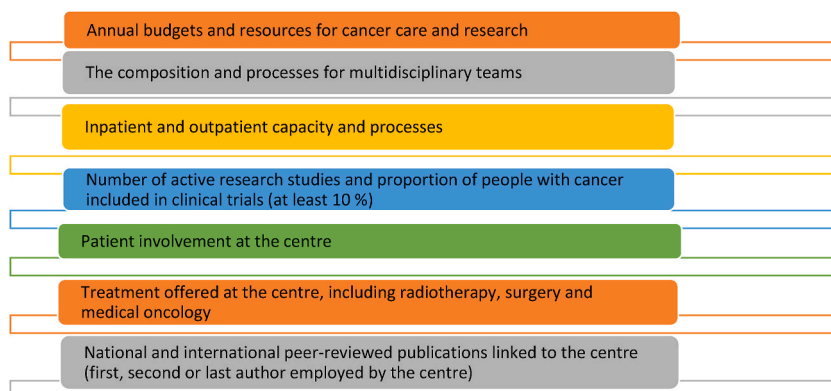 Annual budgets and resources for cancer care and research
The composition and processes for multidisciplinary teams
Inpatient and outpatient capacity and processes
Number of active research studies and proportion of people with cancer
included in clinical trials (at least 10 %)
Patient involvement at the centre
Treatment offered at the centre, including radiotherapy, surgery and
medical oncology
National and international peer-reviewed publications linked to the centre
(first, second or last author employed by the centre)